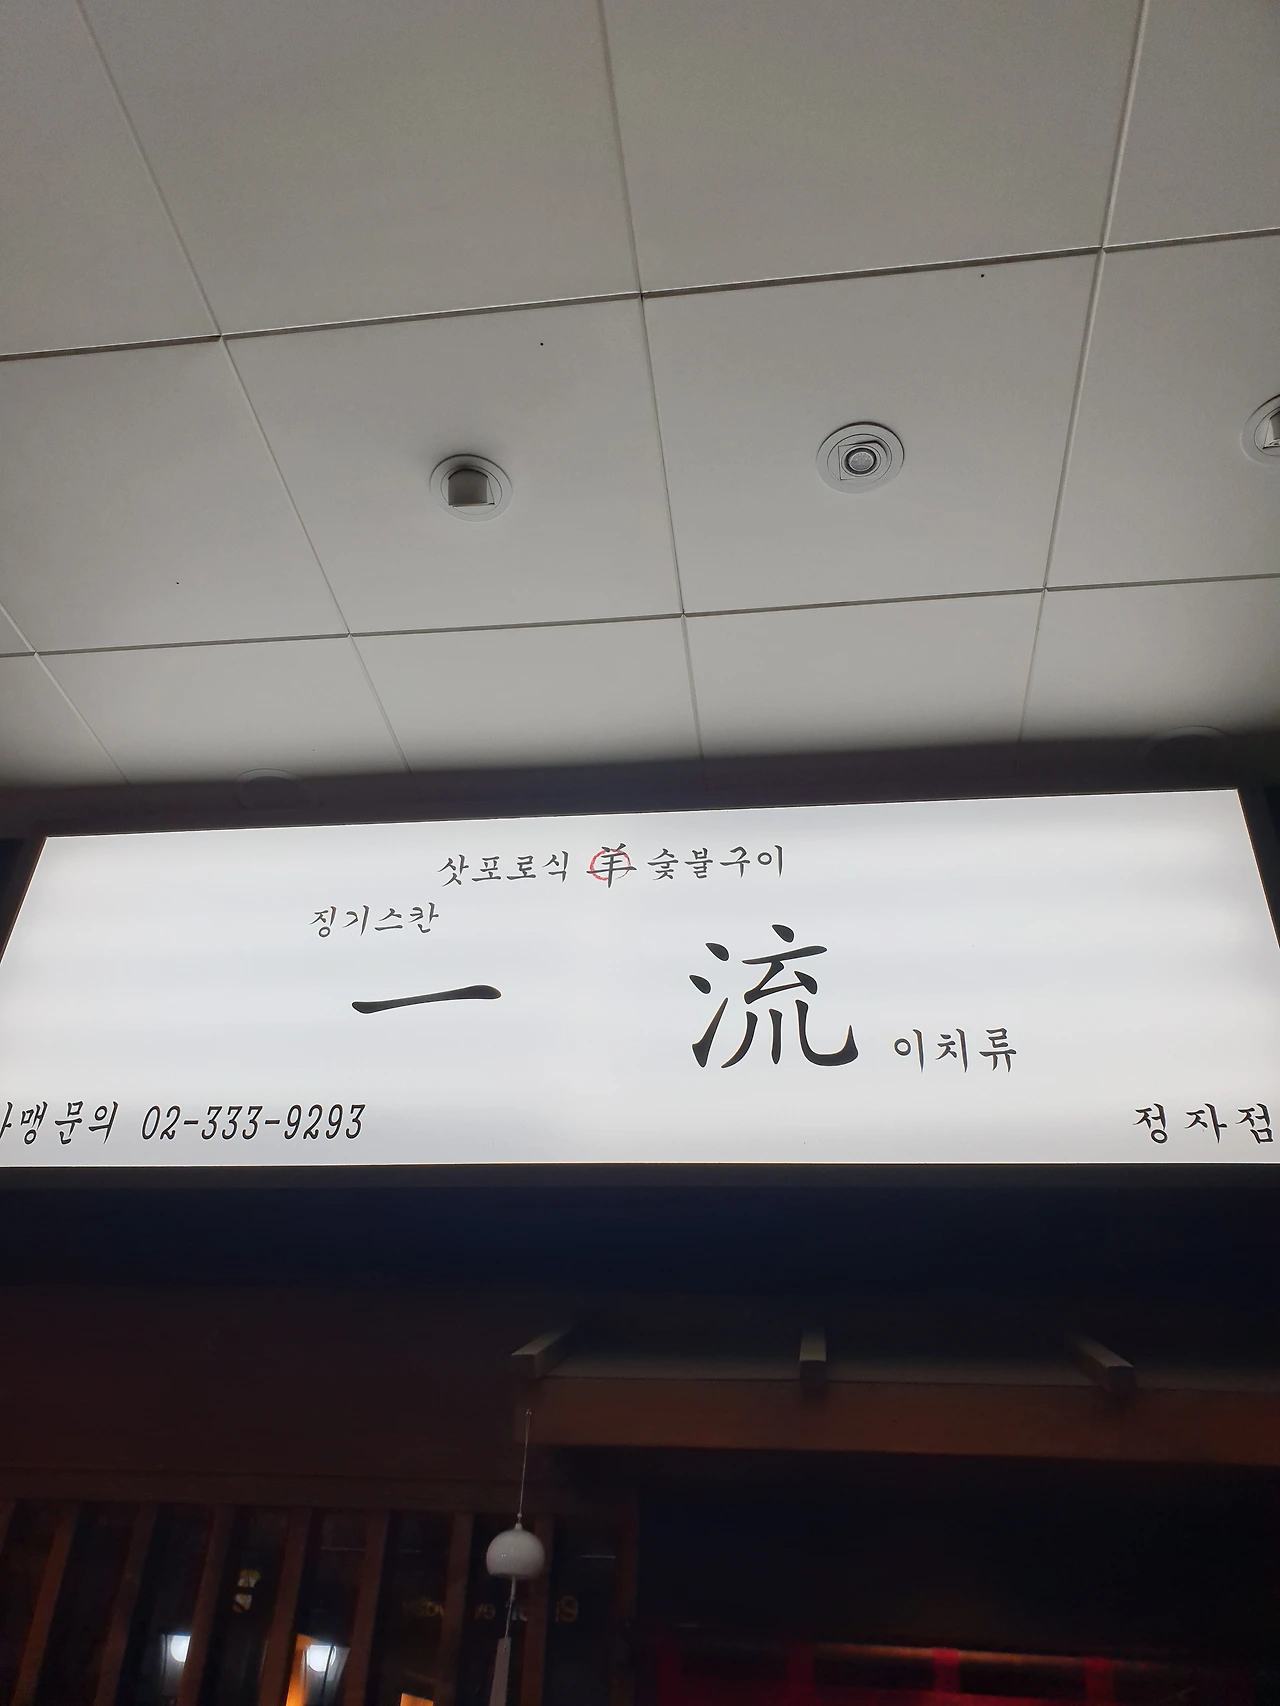 삿포로식 羊 숯불구이
징기스칸
一 流 이치류
가맹문의 02-333-9293
정자점